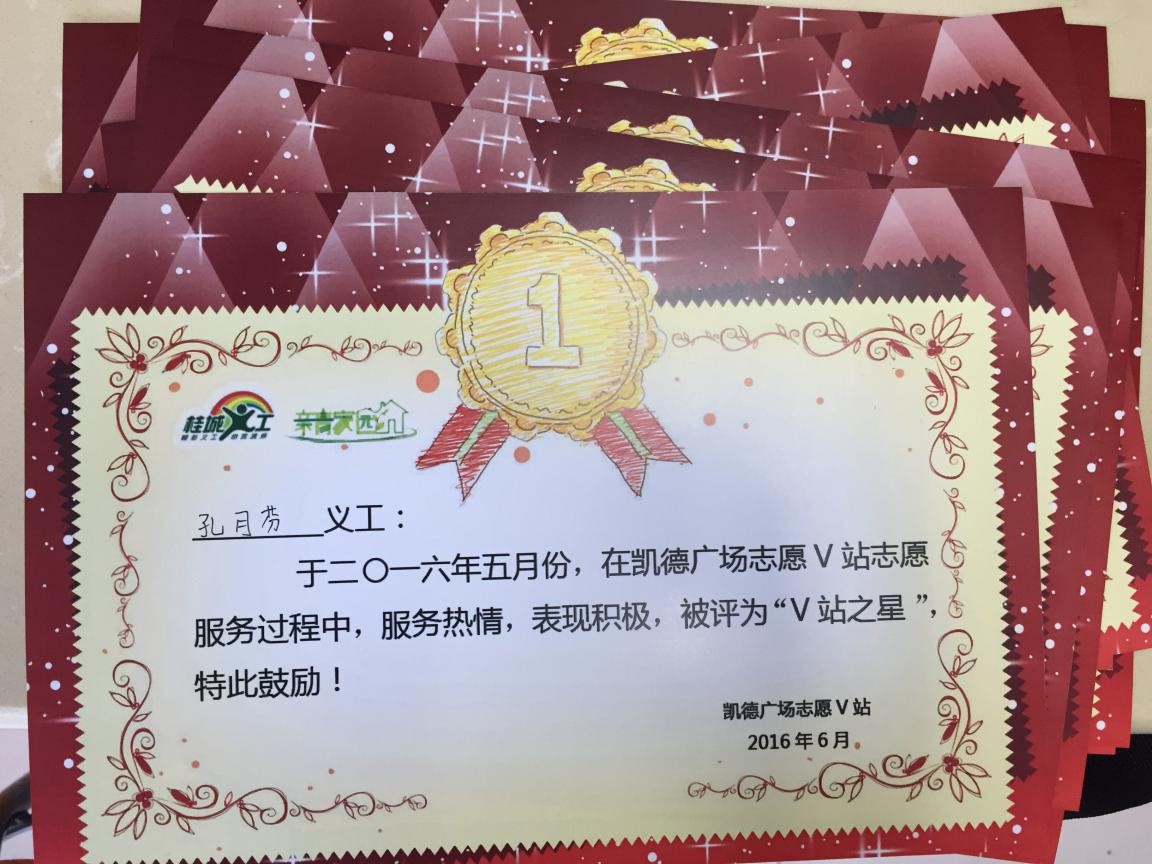 1
桂城义工
亲青家园
孔月芬 义工：
于二〇一六年五月份，在凯德广场志愿V站志愿
服务过程中，服务热情，表现积极，被评为“V站之星”，
特此鼓励！
凯德广场志愿V站
2016年6月